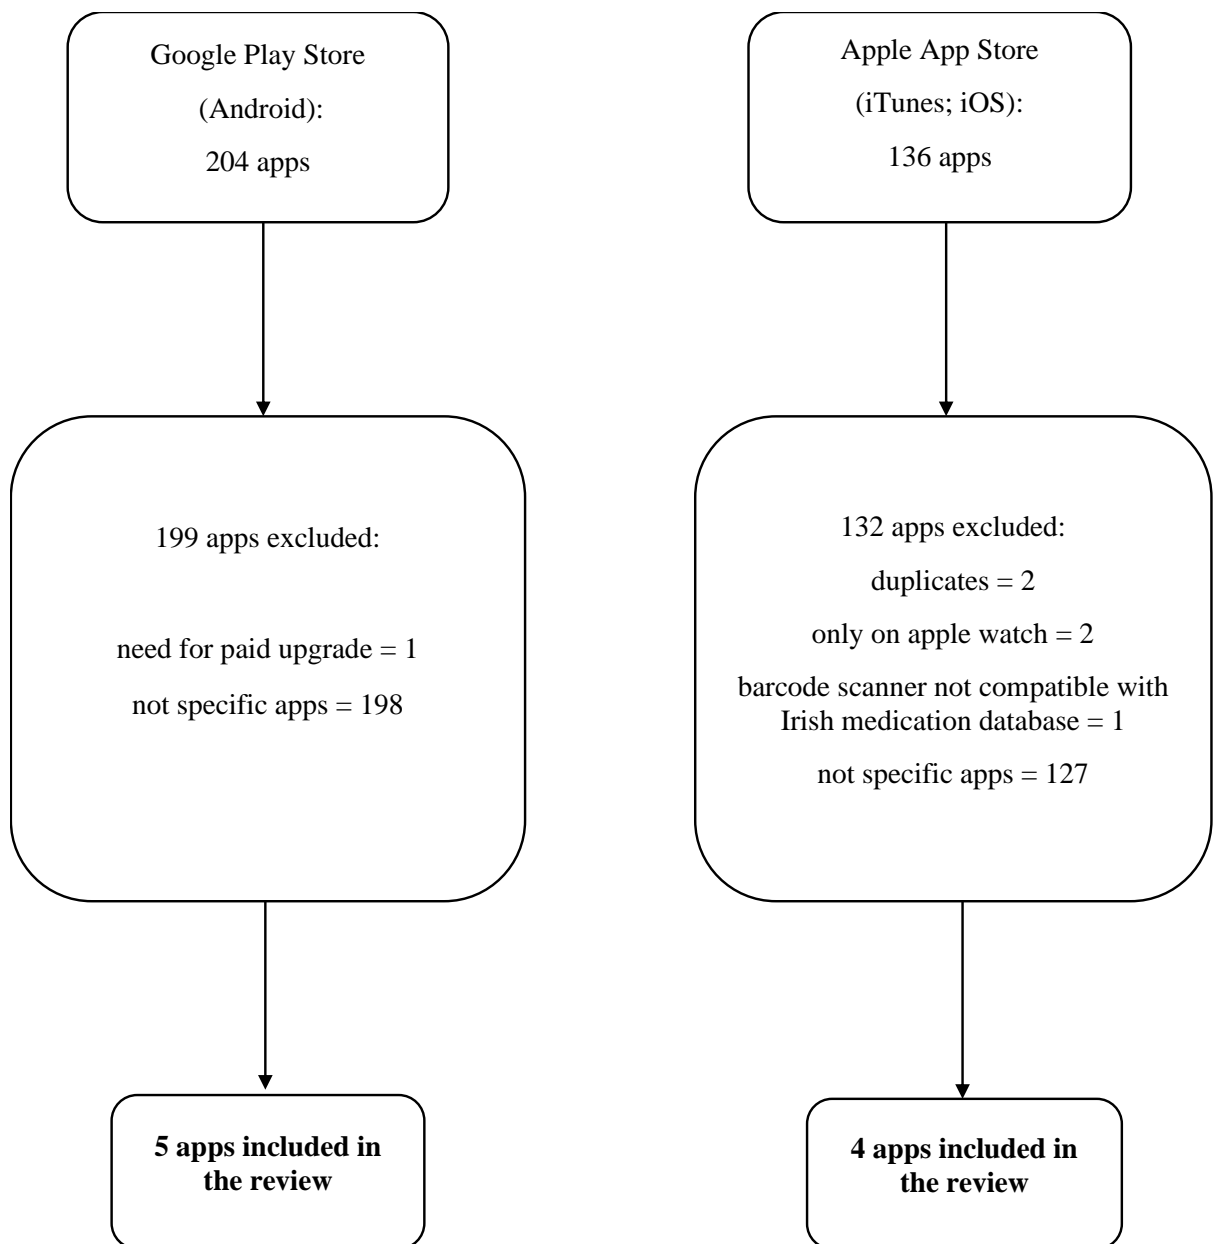 Google Play Store
(Android):
204 apps
Apple App Store
(iTunes; iOS):
136 apps
199 apps excluded:
need for paid upgrade = 1
not specific apps = 198
132 apps excluded:
duplicates = 2
only on apple watch = 2
barcode scanner not compatible with
Irish medication database = 1
not specific apps = 127
5 apps included in
the review
4 apps included in
the review